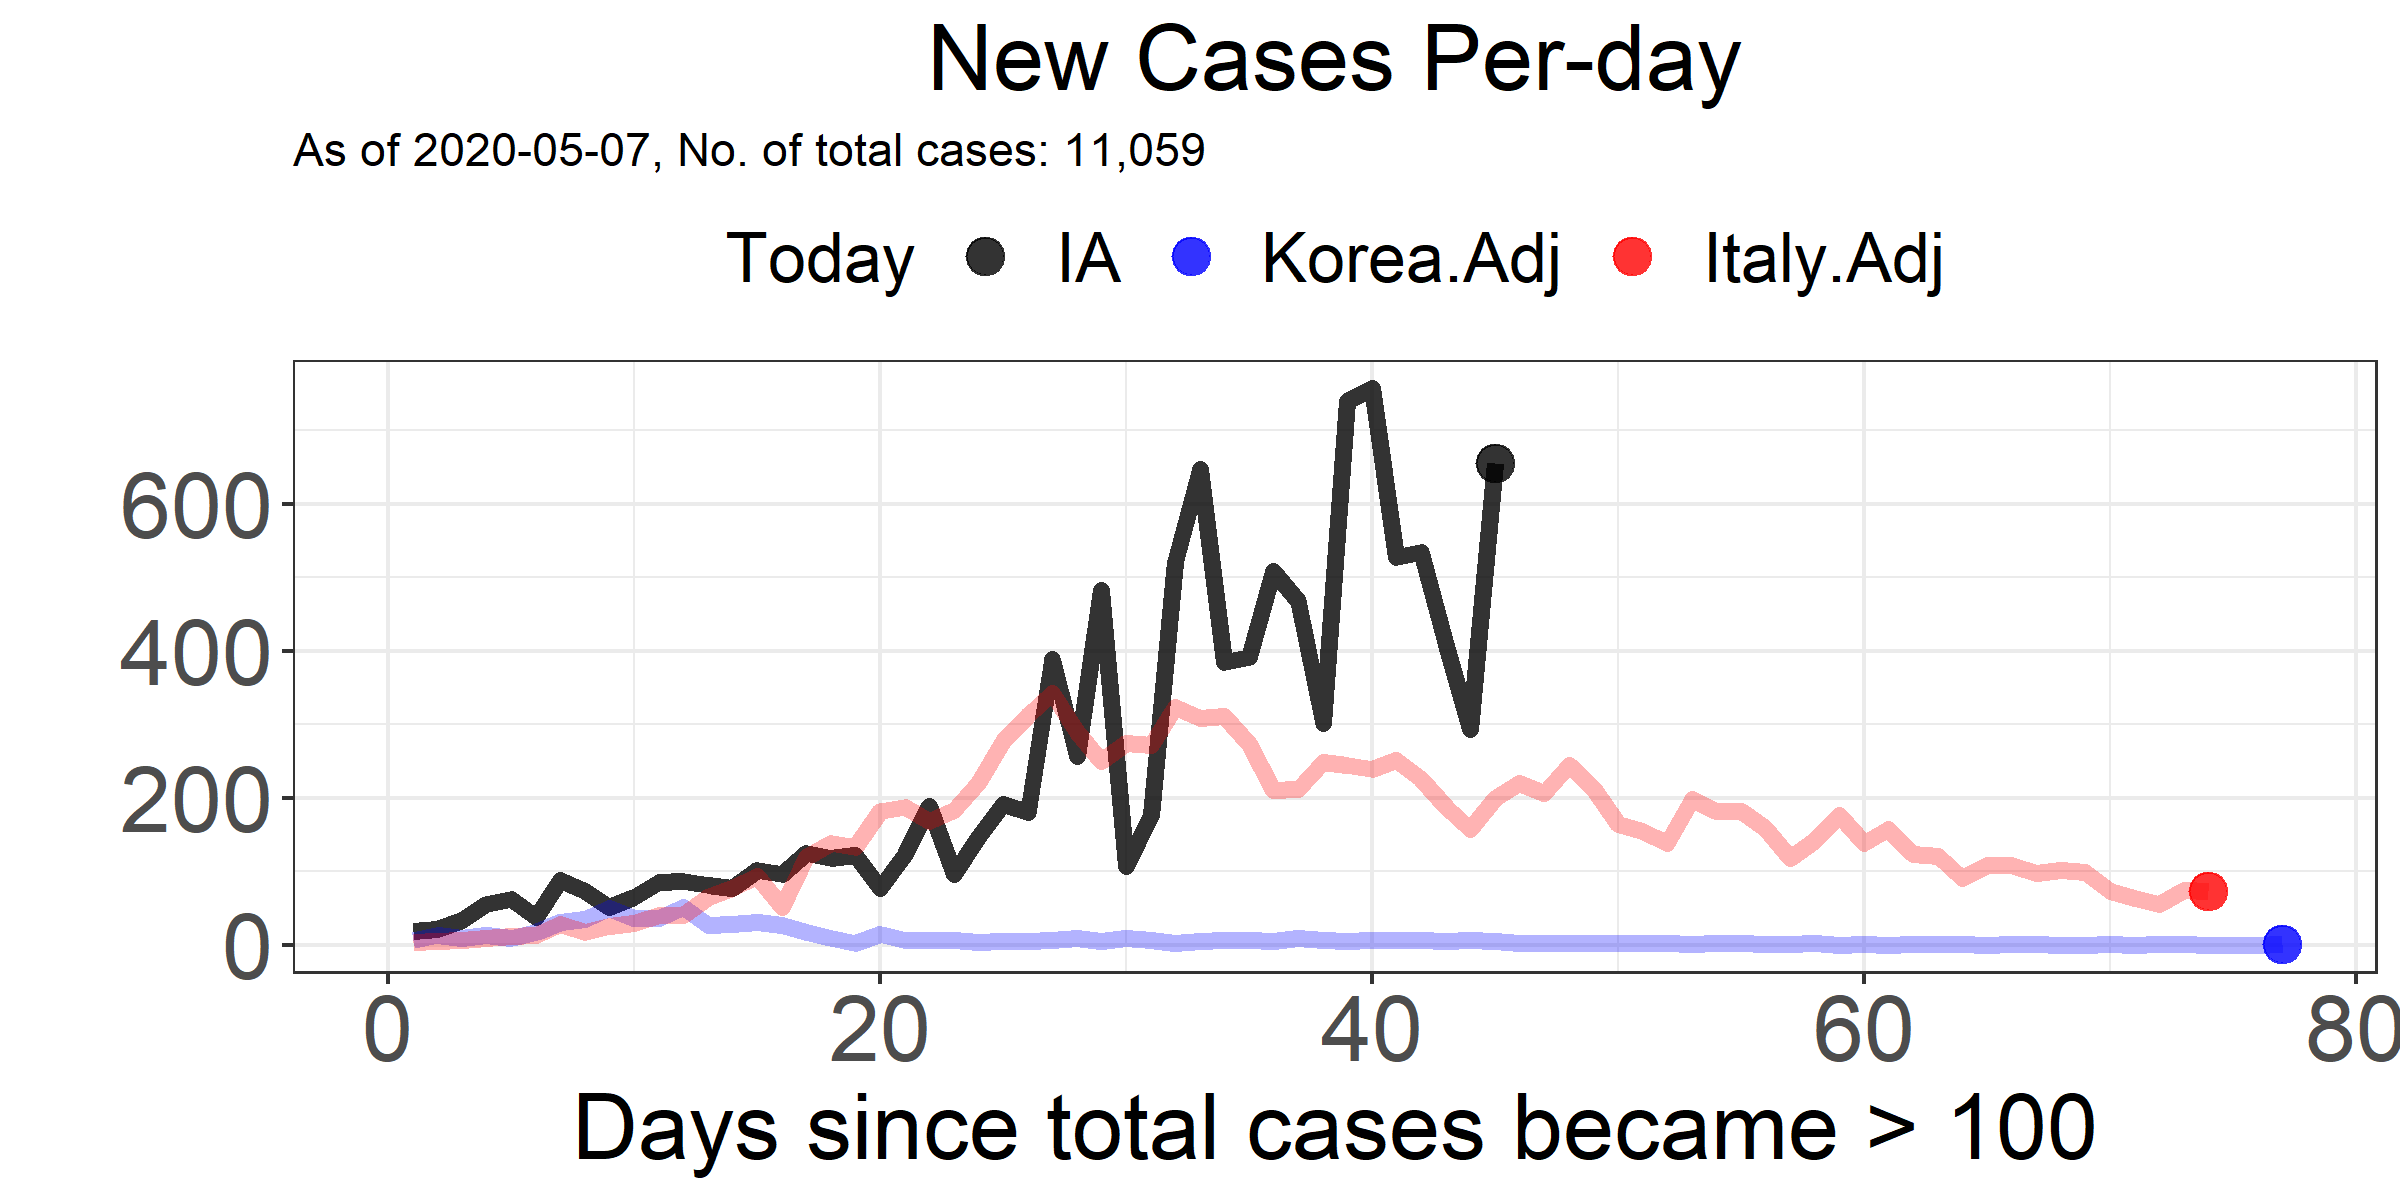 New Cases Per-day
As of 2020-05-07, No. of total cases: 11,059
Today IA Korea.Adj Italy.Adj
600
400
200
0
0 20 40 60 80
Days since total cases became > 100